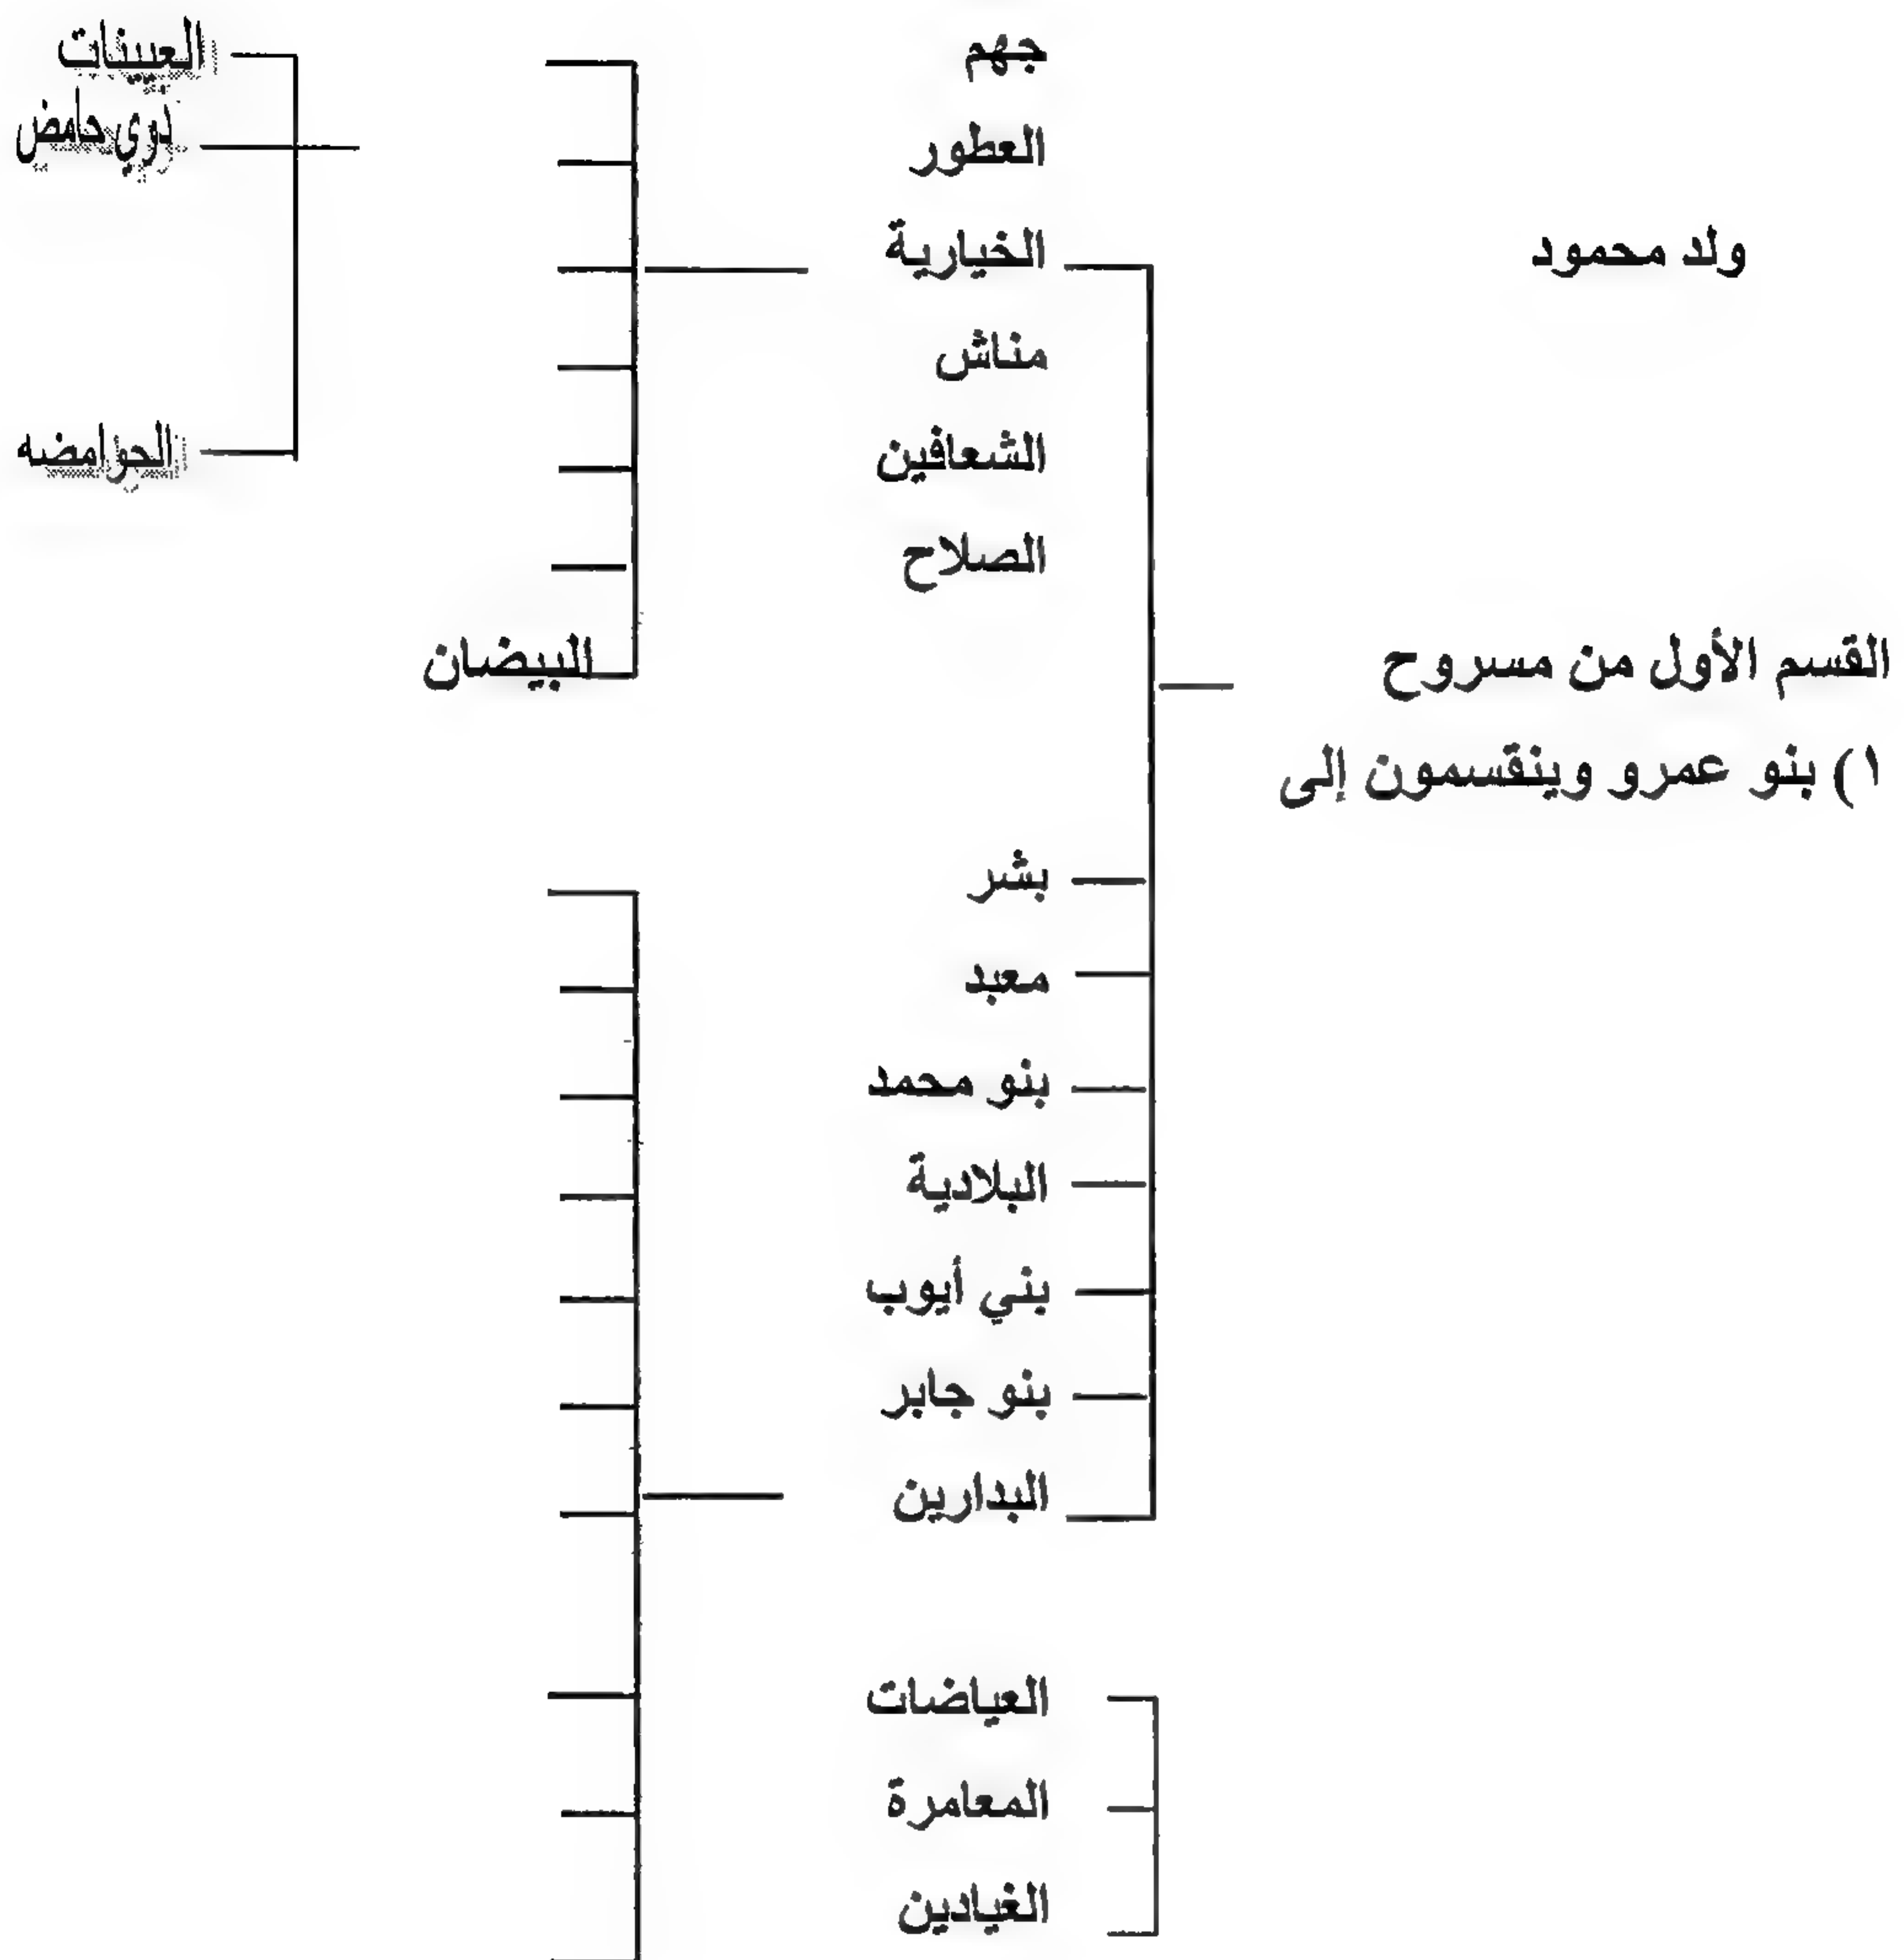 ولد محمود
القسم الأول من مسروح
١) بنو عمرو وينقسمون إلى
جهم
العطور
الخيارية
مناش
الشعافين
الصلاح
بشر
معبد
بنو محمد
البلادية
بني أيوب
بنو جابر
البدارين
العياضات
المعامرة
الغيادين
البيضان
العبينات
ذوي حامض
الحوامضه